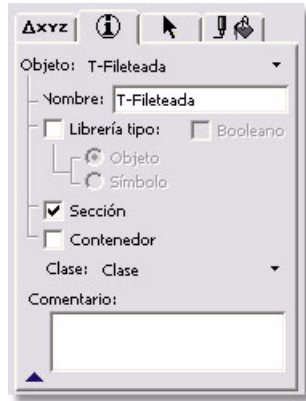 ΔXYZ
Objeto: T-Fileteada
Nombre: T-Fileteada
Librería tipo: Booleano
Objeto
Símbolo
Sección
Contenedor
Clase: Clase
Comentario: